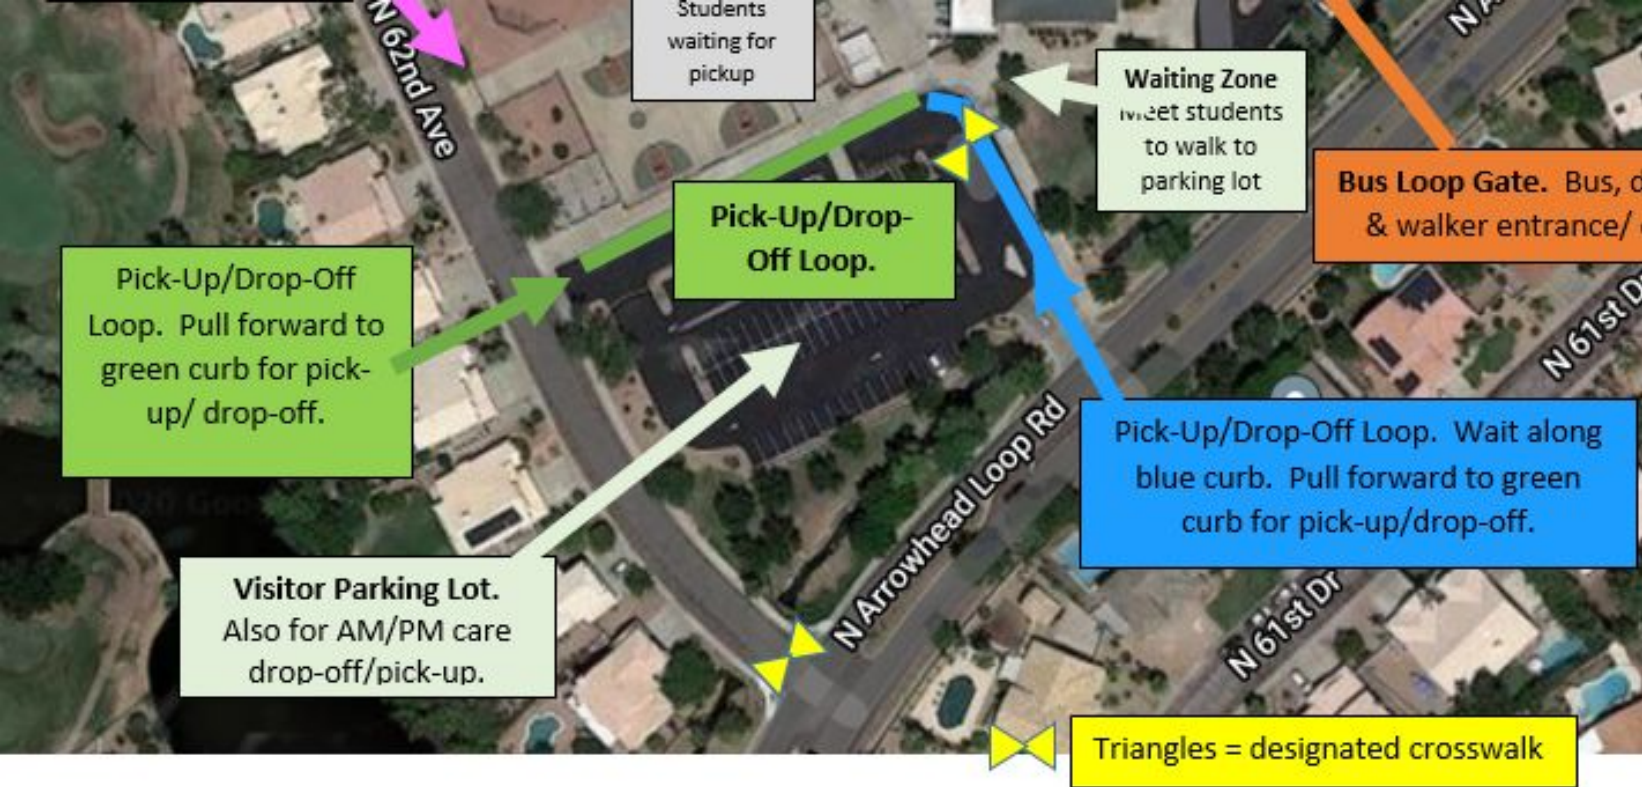 Students
waiting for
pickup
N 62nd Ave
N A
Waiting Zone
Meet students
to walk to
parking lot
Bus Loop Gate. Bus, d
& walker entrance/
Pick-Up/Drop-
Off Loop.
Pick-Up/Drop-Off
Loop. Pull forward to
green curb for pick-
up/ drop-off.
N 61st D
N Arrowhead Loop Rd
Pick-Up/Drop-Off Loop. Wait along
blue curb. Pull forward to green
curb for pick-up/drop-off.
Visitor Parking Lot.
Also for AM/PM care
drop-off/pick-up.
N 61st Dr
Triangles = designated crosswalk